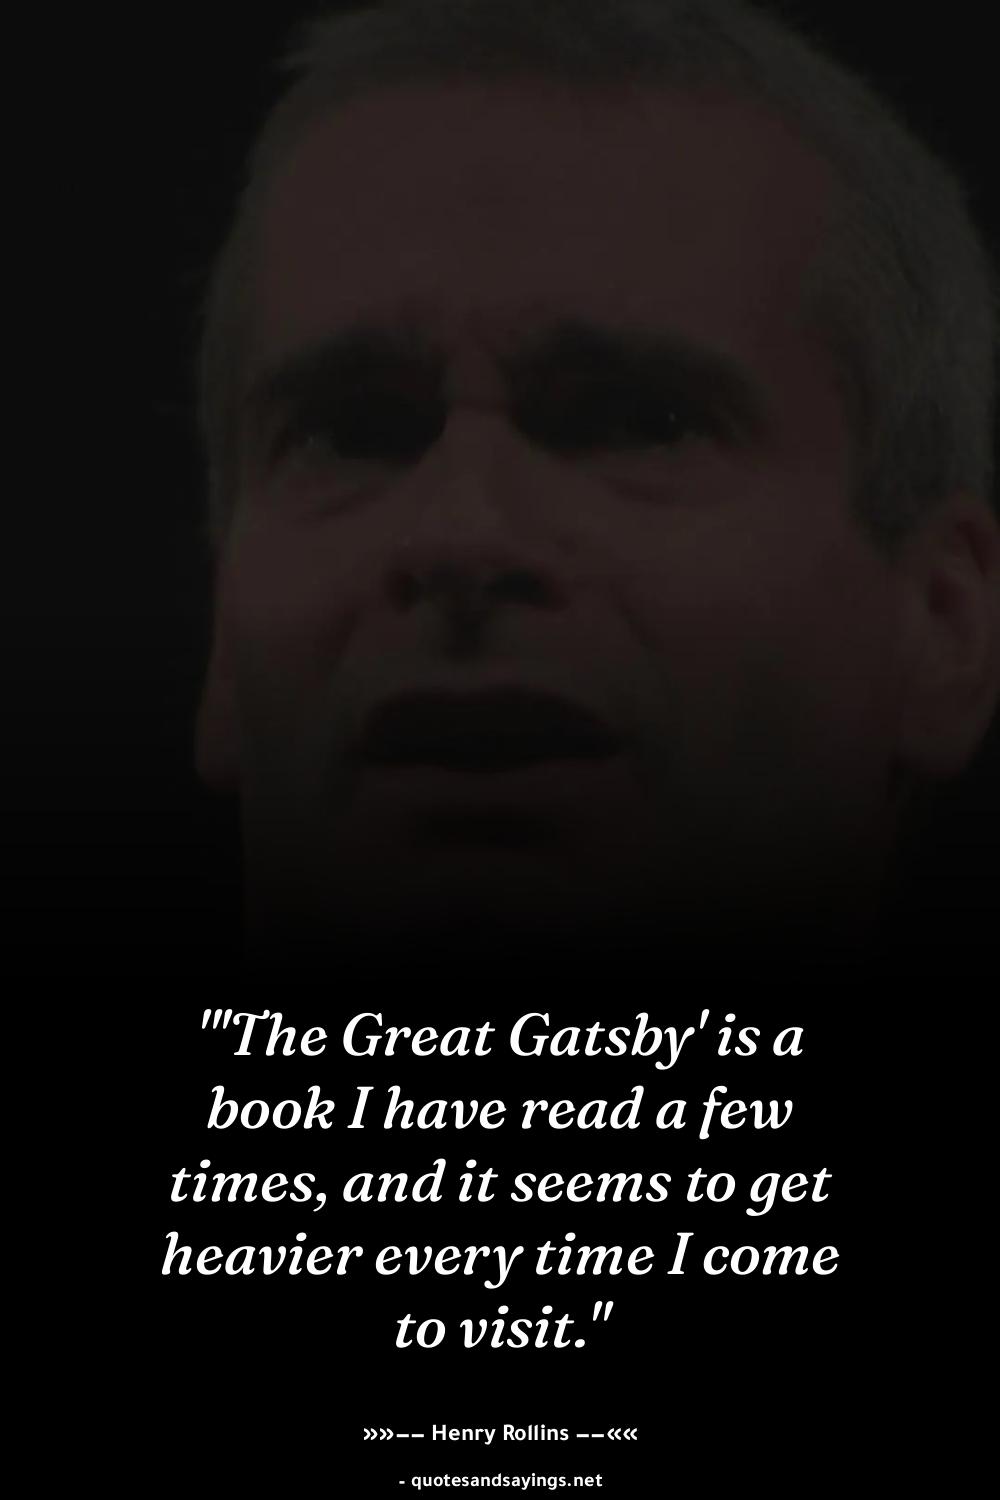 "'The Great Gatsby' is a
book I have read a few
times, and it seems to get
heavier every time I come
to visit."
»»—— Henry Rollins ——««
- quotesandsayings.net